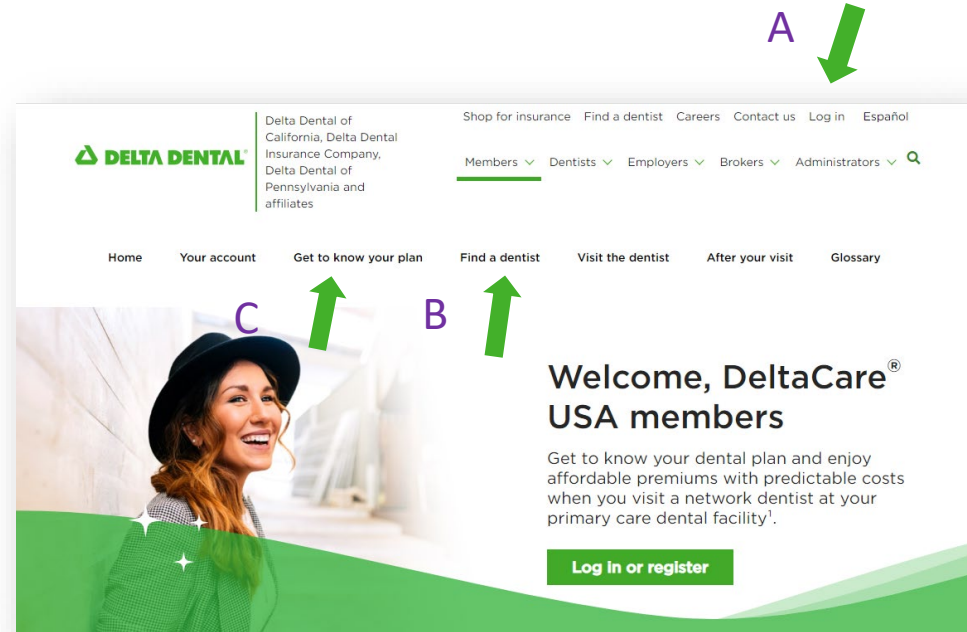 A
Shop for insurance Find a dentist Careers Contact us Log in Español
DELTA DENTAL®
Delta Dental of
California, Delta Dental
Insurance Company,
Delta Dental of
Pennsylvania and
affiliates
Members Dentists Employers Brokers Administrators
Home Your account Get to know your plan Find a dentist Visit the dentist After your visit Glossary
C B
Welcome, DeltaCare®
USA members
Get to know your dental plan and enjoy
affordable premiums with predictable costs
when you visit a network dentist at your
primary care dental facility¹.
Log in or register